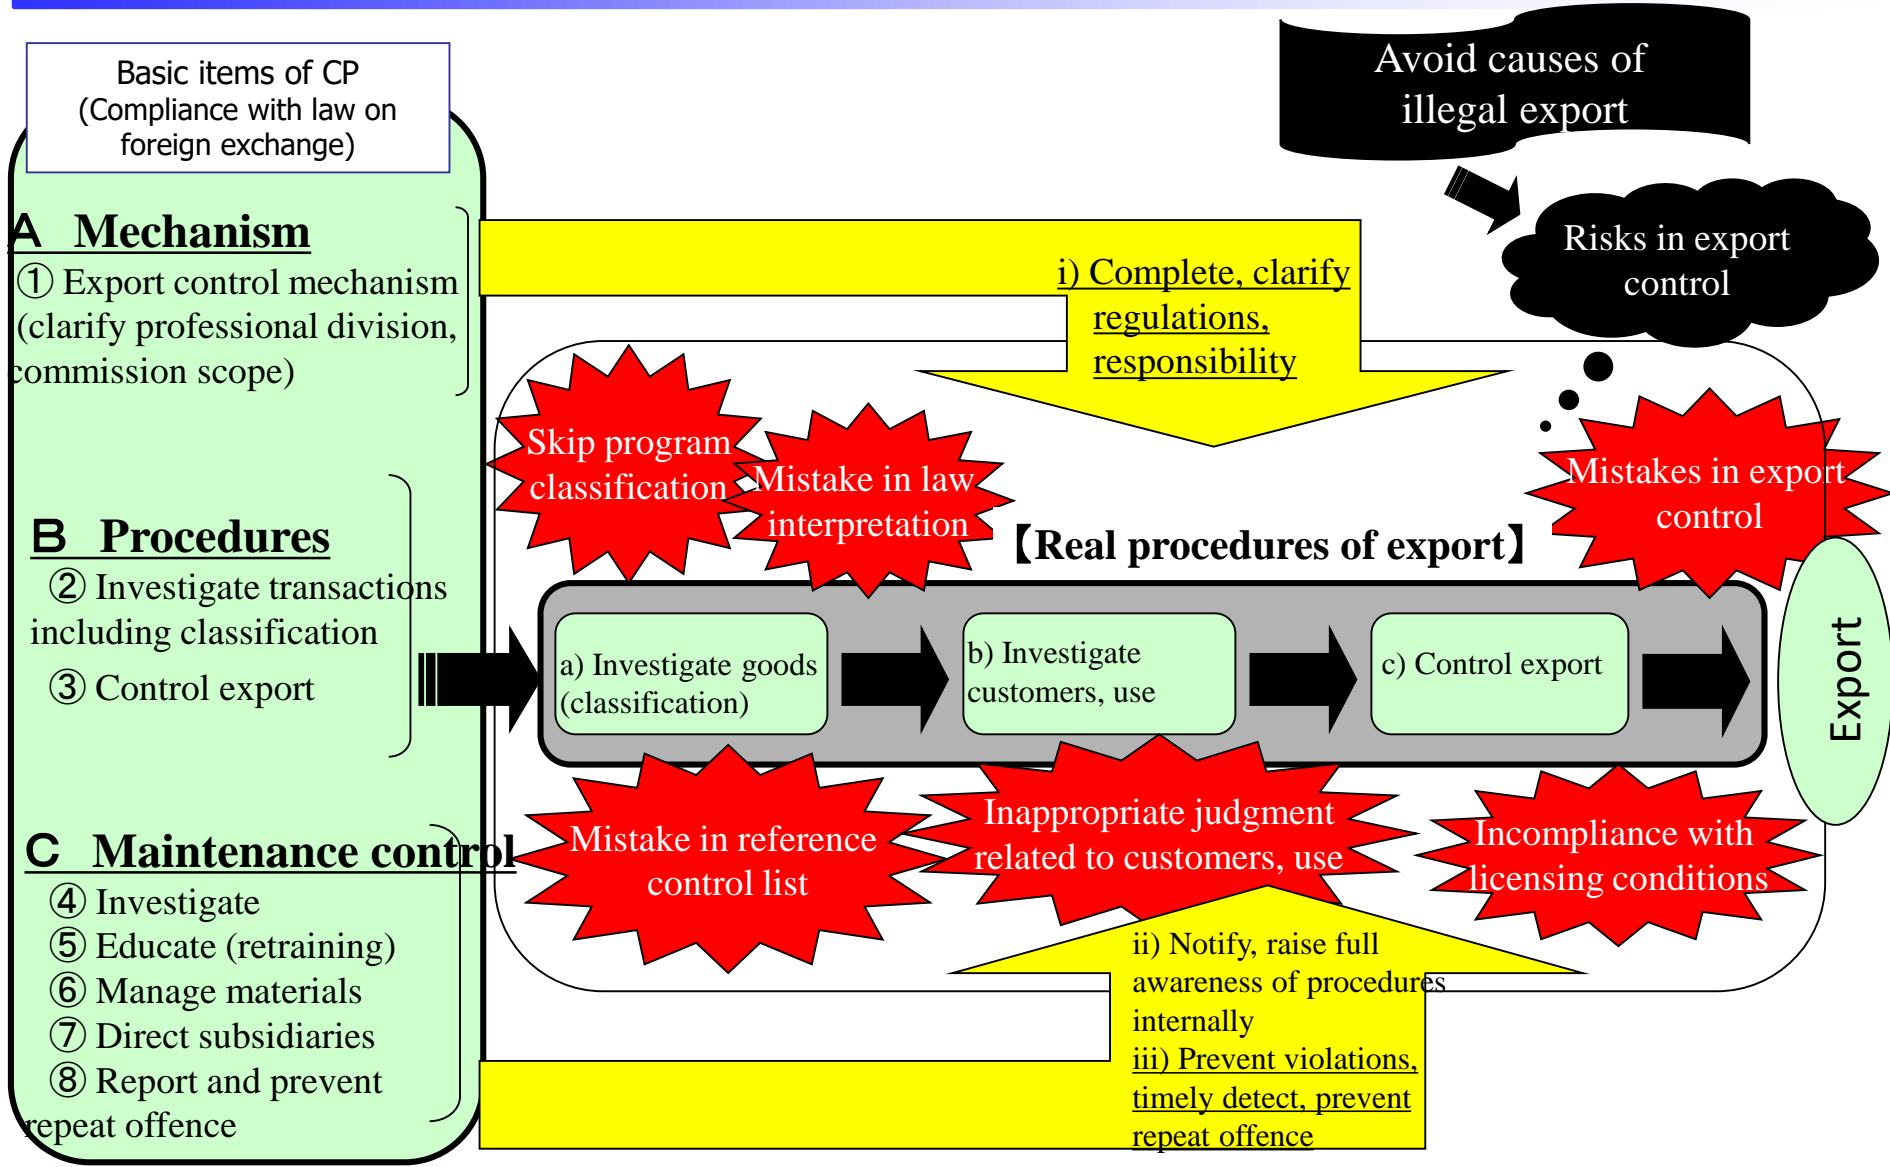 Basic items of CP
(Compliance with law on
foreign exchange)
A Mechanism
① Export control mechanism
(clarify professional division,
commission scope)
B Procedures
② Investigate transactions
including classification
③ Control export
C Maintenance control
④ Investigate
⑤ Educate (retraining)
⑥ Manage materials
⑦ Direct subsidiaries
⑧ Report and prevent
repeat offence
Avoid causes of
illegal export
Risks in export
control
i) Complete, clarify
regulations,
responsibility
Skip program
classification
Mistake in law
interpretation
Mistakes in export
control
【Real procedures of export】
a) Investigate goods
(classification)
b) Investigate
customers, use
c) Control export
Export
Mistake in reference
control list
Inappropriate judgment
related to customers, use
Incompliance with
licensing conditions
ii) Notify, raise full
awareness of procedures
internally
iii) Prevent violations,
timely detect, prevent
repeat offence